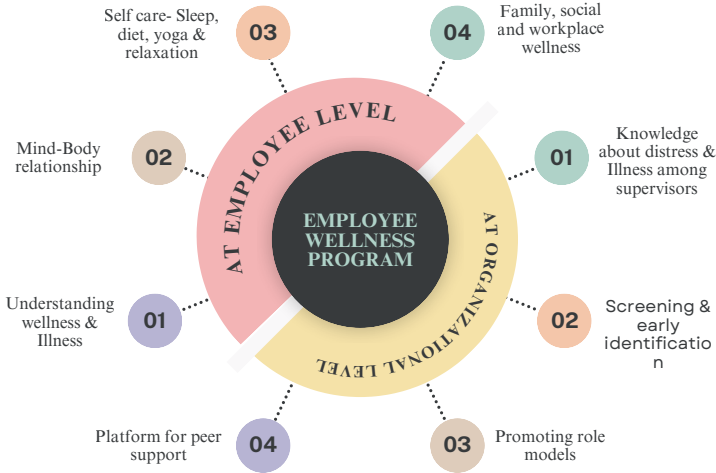 Self care- Sleep,
diet, yoga &
relaxation
03
04
Family, social
and workplace
wellness
Mind-Body
relationship
02
01
Knowledge
about distress &
Illness among
supervisors
AT EMPLOYEE LEVEL
EMPLOYEE
WELLNESS
PROGRAM
AT ORGANIZATIONAL LEVEL
Understanding
wellness &
Illness
01
02
Screening &
early
identificatio
n
Platform for peer
support
04
03
Promoting role
models